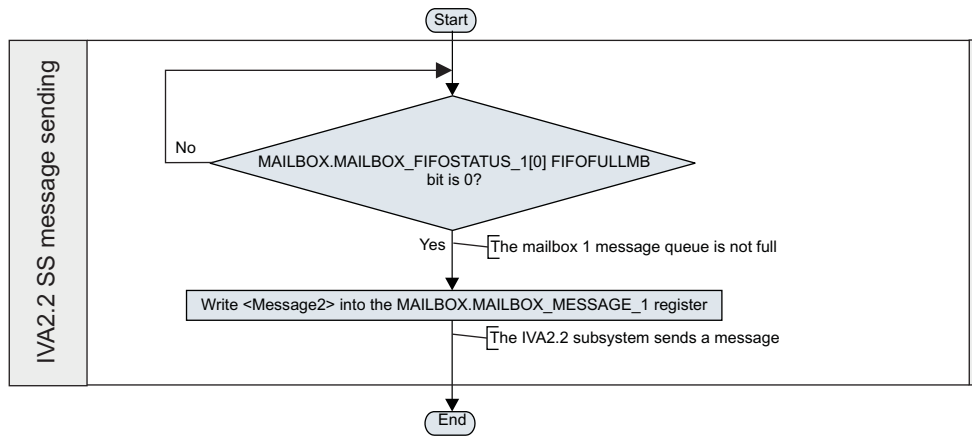 Start
IVA2.2 SS message sending
No
MAILBOX.MAILBOX_FIFOSTATUS_1[0] FIFOFULLMB
bit is 0?
Yes
The mailbox 1 message queue is not full
Write <Message2> into the MAILBOX.MAILBOX_MESSAGE_1 register
The IVA2.2 subsystem sends a message
End